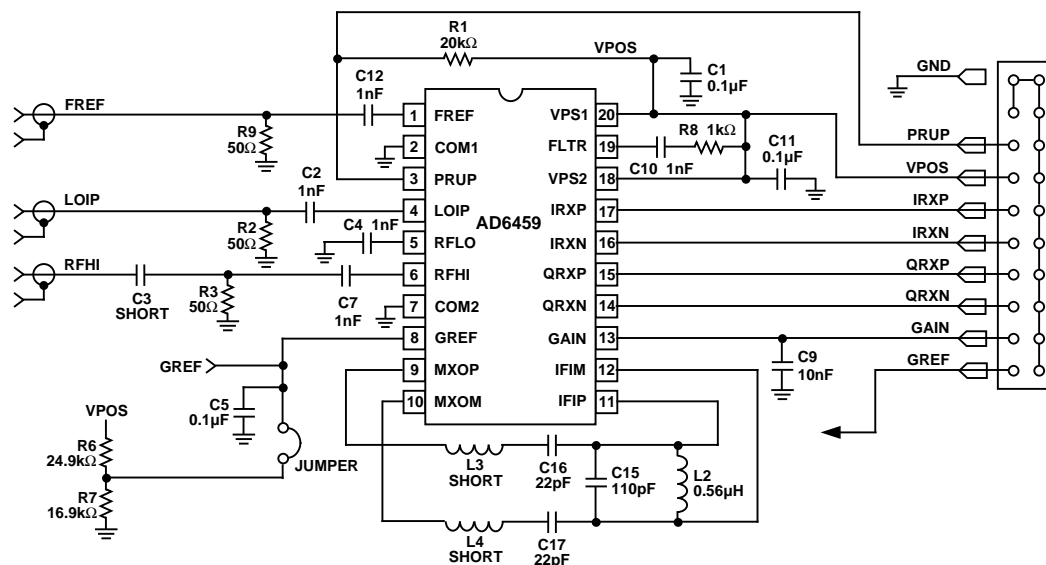 R1
20kΩ
VPOS
C1
0.1µF
GND
FREF
C12
1nF
R9
50Ω
1
FREF
2
COM1
3
PRUP
4
LOIP
5
RFLO
6
RFHI
7
COM2
8
GREF
9
MXOP
10
MXOM
AD6459
VPS1
20
FLTR
19
VPS2
18
IRXP
17
IRXN
16
QRXP
15
QRXN
14
GAIN
13
IFIM
12
IFIP
11
R8 1kΩ
C10 1nF
C11
0.1µF
PRUP
VPOS
IRXP
IRXN
QRXP
QRXN
GAIN
GREF
LOIP
C2
1nF
R2
50Ω
C4 1nF
RFHI
C3
SHORT
R3
50Ω
C7
1nF
GREF
C5
0.1µF
VPOS
R6
24.9kΩ
R7
16.9kΩ
JUMPER
C9
10nF
L3
SHORT
C16
22pF
C15
110pF
L2
0.56µH
L4
SHORT
C17
22pF